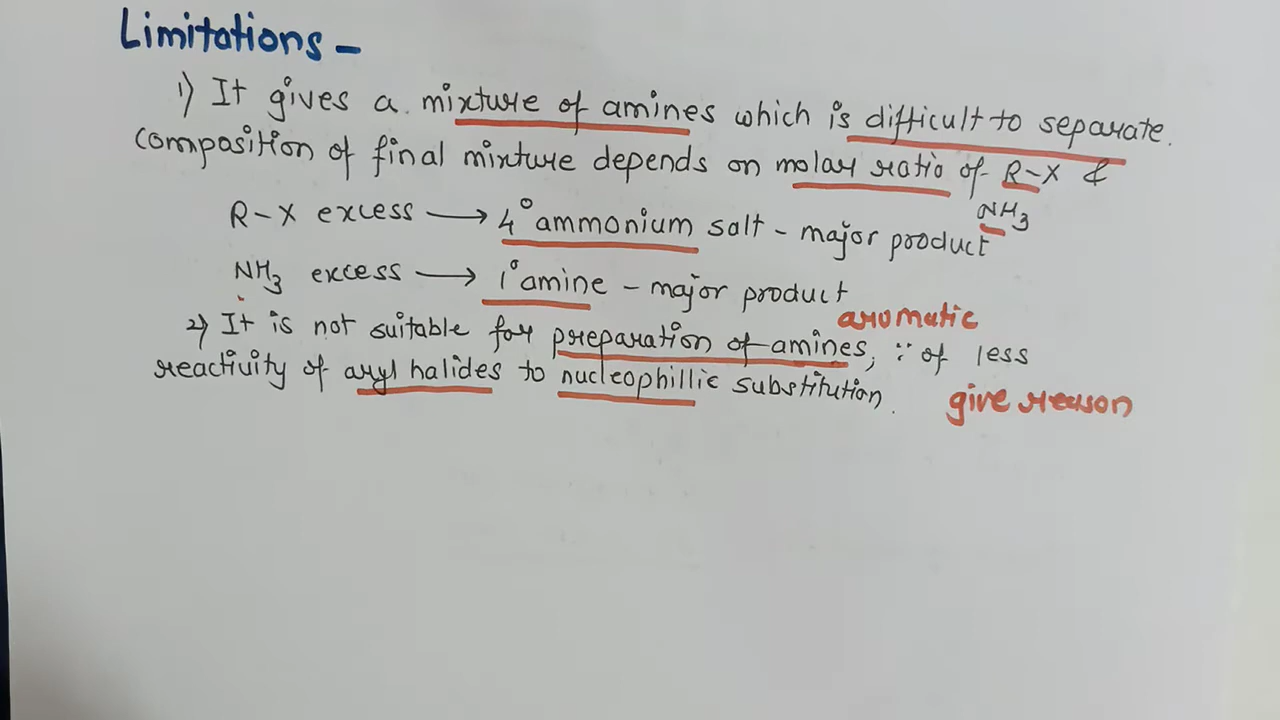 Limitations -
1) It gives a mixture of amines which is difficult to separate.
composition of final mixture depends on molar ratio of R-X &
NH3
R-X excess → 4° ammonium salt - major product
NH3 excess → 1° amine - major product
aromatic
2) It is not suitable for preparation of amines, ∵ of less
reactivity of aryl halides to nucleophillic substitution.
give reason